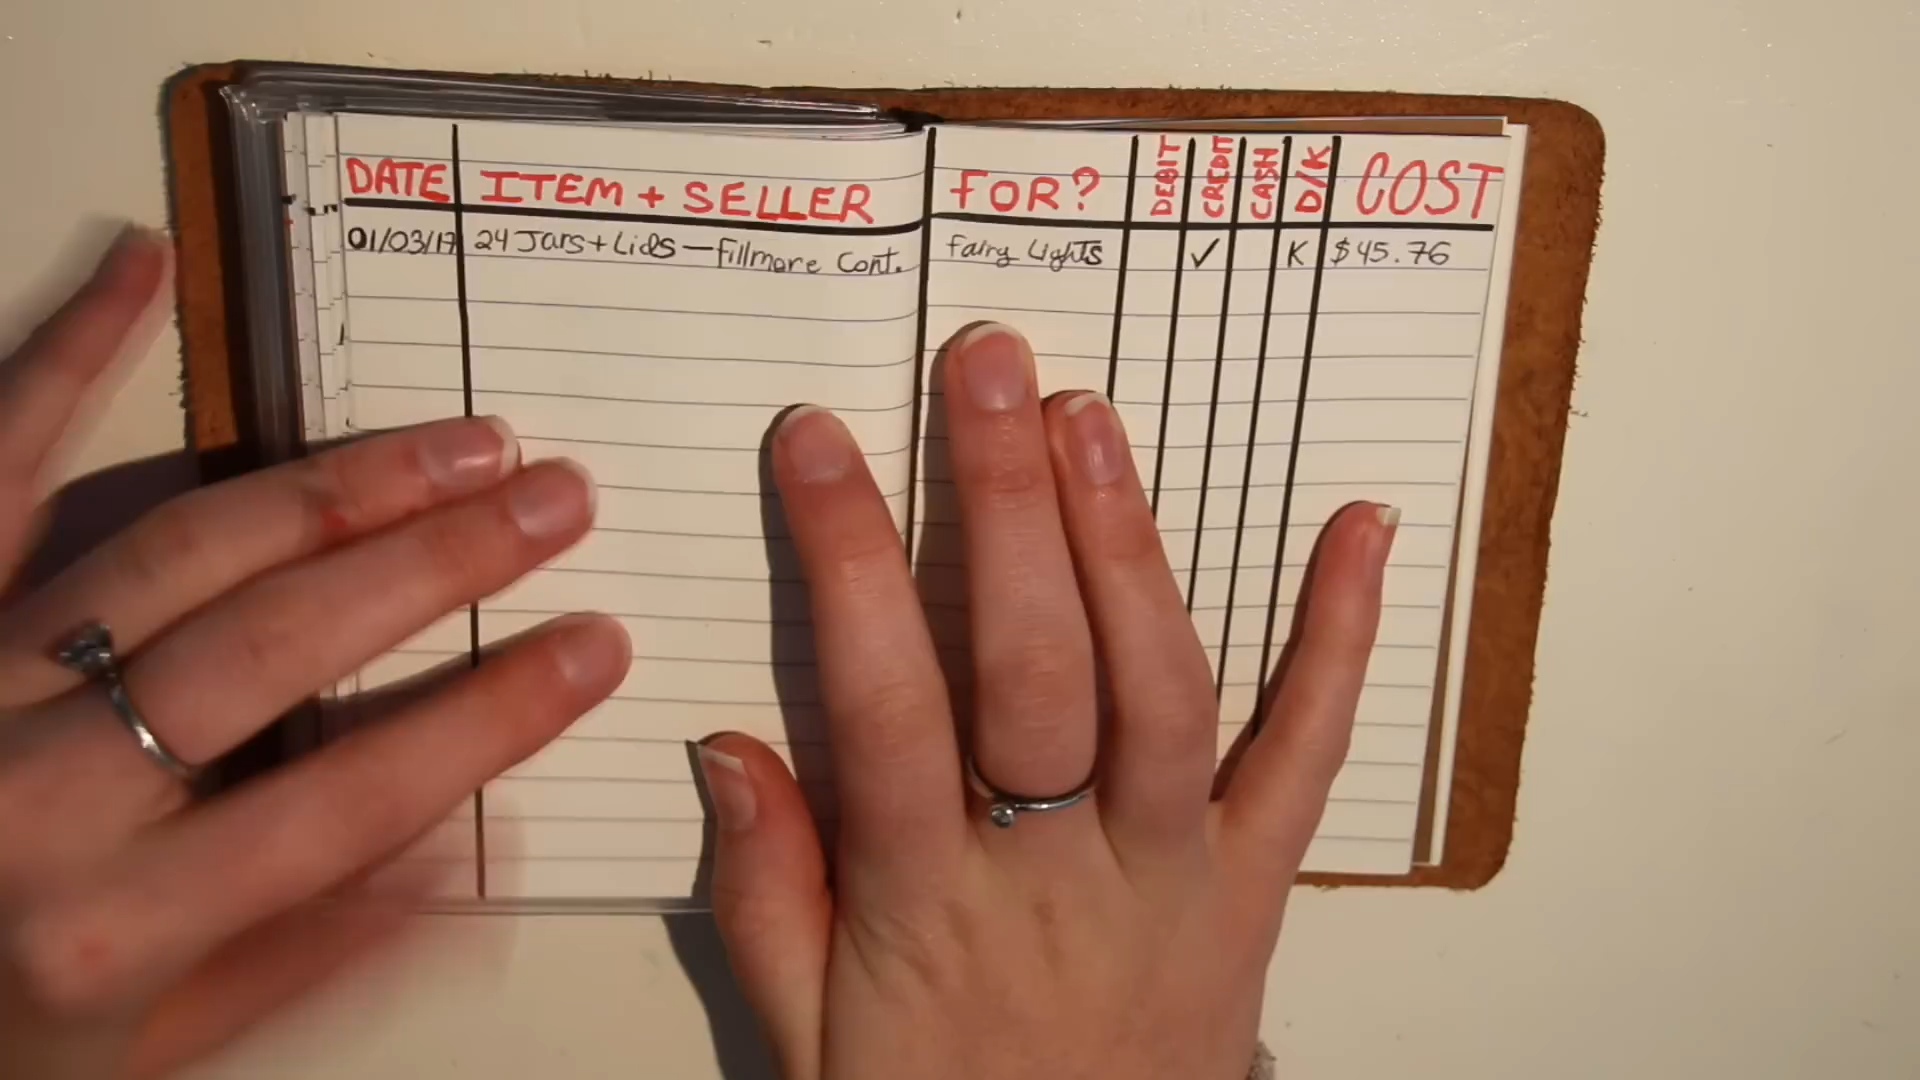 DATE ITEM + SELLER FOR? DEBIT CREDIT CASH D/K COST
01/03/17 24 Jars + Lids — Fillmore Cont. Fairy Lights ✓ K $45.76